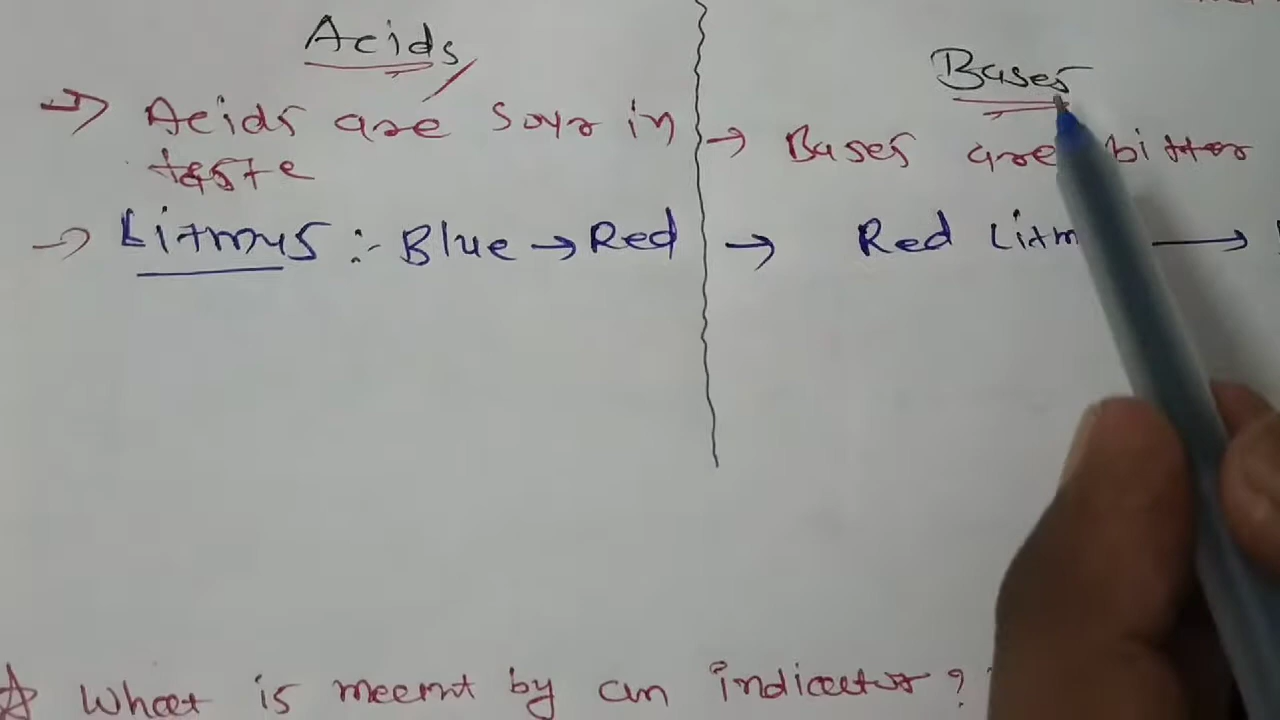 Acids
→ Acids are sour in
taste
→ Litmus :- Blue → Red
Bases
→ Bases are bitter
→ Red Litm →
☆ What is meant by an indicator?